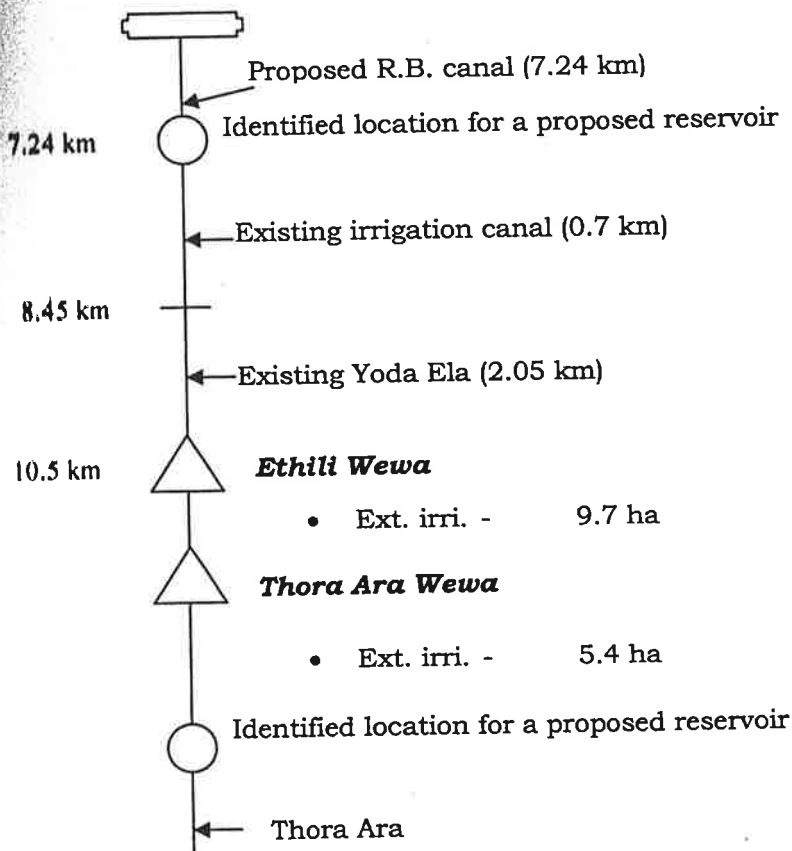 Proposed R.B. canal (7.24 km)
Identified location for a proposed reservoir
7.24 km
Existing irrigation canal (0.7 km)
8.45 km
Existing Yoda Ela (2.05 km)
10.5 km
Ethili Wewa
• Ext. irri. - 9.7 ha
Thora Ara Wewa
• Ext. irri. - 5.4 ha
Identified location for a proposed reservoir
Thora Ara